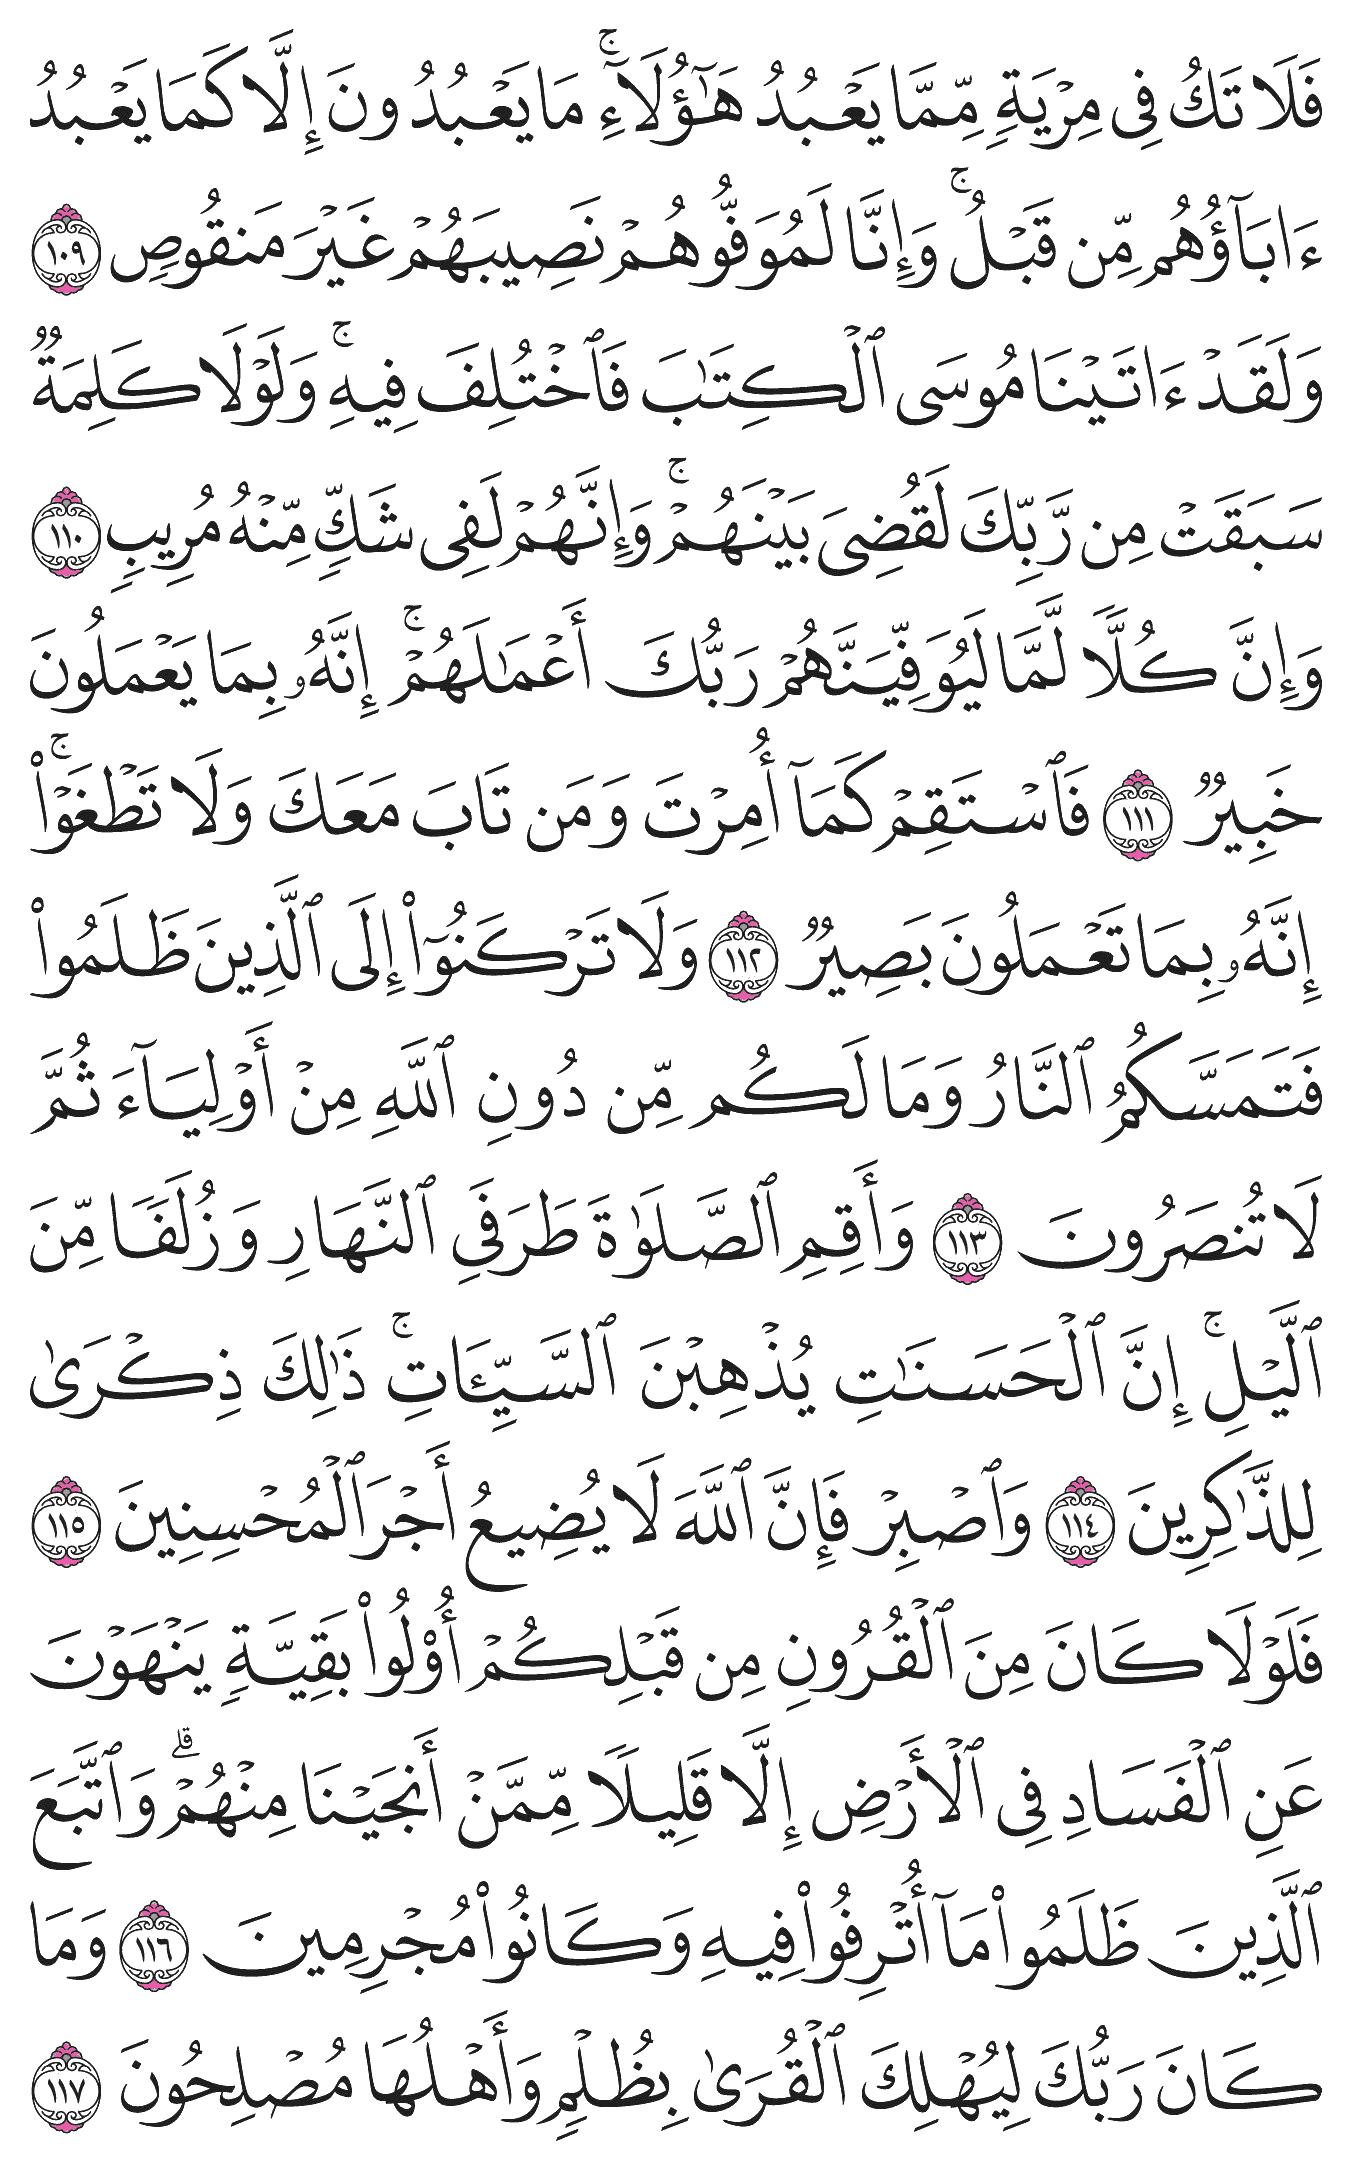 فَلَا تَكُ فِى مِرْيَةٍ مِّمَّا يَعْبُدُ هَٰٓؤُلَآءِ ۚ مَا يَعْبُدُونَ إِلَّا كَمَا يَعْبُدُ
ءَابَآؤُهُم مِّن قَبْلُ ۚ وَإِنَّا لَمُوَفُّوهُمْ نَصِيبَهُمْ غَيْرَ مَنقُوصٍ ١٠٩
وَلَقَدْ ءَاتَيْنَا مُوسَى ٱلْكِتَٰبَ فَٱخْتُلِفَ فِيهِ ۚ وَلَوْلَا كَلِمَةٌ
سَبَقَتْ مِن رَّبِّكَ لَقُضِىَ بَيْنَهُمْ ۚ وَإِنَّهُمْ لَفِى شَكٍّ مِّنْهُ مُرِيبٍ ١١٠
وَإِنَّ كُلًّا لَّمَّا لَيُوَفِّيَنَّهُمْ رَبُّكَ أَعْمَٰلَهُمْ ۚ إِنَّهُۥ بِمَا يَعْمَلُونَ
خَبِيرٌ ١١١ فَٱسْتَقِمْ كَمَآ أُمِرْتَ وَمَن تَابَ مَعَكَ وَلَا تَطْغَوْا۟ ۚ
إِنَّهُۥ بِمَا تَعْمَلُونَ بَصِيرٌ ١١٢ وَلَا تَرْكَنُوٓا۟ إِلَى ٱلَّذِينَ ظَلَمُوا۟
فَتَمَسَّكُمُ ٱلنَّارُ وَمَا لَكُم مِّن دُونِ ٱللَّهِ مِنْ أَوْلِيَآءَ ثُمَّ
لَا تُنصَرُونَ ١١٣ وَأَقِمِ ٱلصَّلَوٰةَ طَرَفَىِ ٱلنَّهَارِ وَزُلَفًا مِّنَ
ٱلَّيْلِ ۚ إِنَّ ٱلْحَسَنَٰتِ يُذْهِبْنَ ٱلسَّيِّـَٔاتِ ۚ ذَٰلِكَ ذِكْرَىٰ
لِلذَّٰكِرِينَ ١١٤ وَٱصْبِرْ فَإِنَّ ٱللَّهَ لَا يُضِيعُ أَجْرَ ٱلْمُحْسِنِينَ ١١٥
فَلَوْلَا كَانَ مِنَ ٱلْقُرُونِ مِن قَبْلِكُمْ أُو۟لُوا۟ بَقِيَّةٍ يَنْهَوْنَ
عَنِ ٱلْفَسَادِ فِى ٱلْأَرْضِ إِلَّا قَلِيلًا مِّمَّنْ أَنجَيْنَا مِنْهُمْ ۗ وَٱتَّبَعَ
ٱلَّذِينَ ظَلَمُوا۟ مَآ أُتْرِفُوا۟ فِيهِ وَكَانُوا۟ مُجْرِمِينَ ١١٦ وَمَا
كَانَ رَبُّكَ لِيُهْلِكَ ٱلْقُرَىٰ بِظُلْمٍ وَأَهْلُهَا مُصْلِحُونَ ١١٧